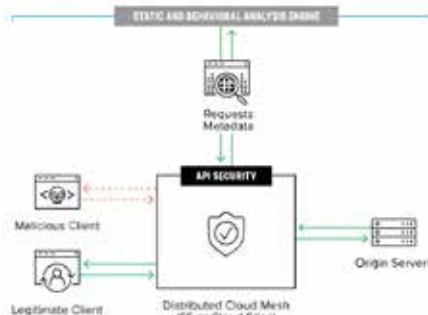 STATIC AND BEHAVIORAL ANALYSIS ENGINE
Requests
Metadata
API SECURITY
Malicious Client
Origin Server
Legitimate Client
Distributed Cloud Mesh